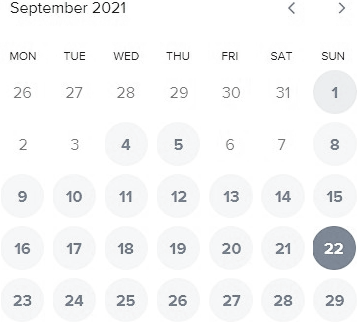 September 2021
MON TUE WED THU FRI SAT SUN
26 27 28 29 30 31 1
2 3 4 5 6 7 8
9 10 11 12 13 14 15
16 17 18 19 20 21 22
23 24 25 26 27 28 29